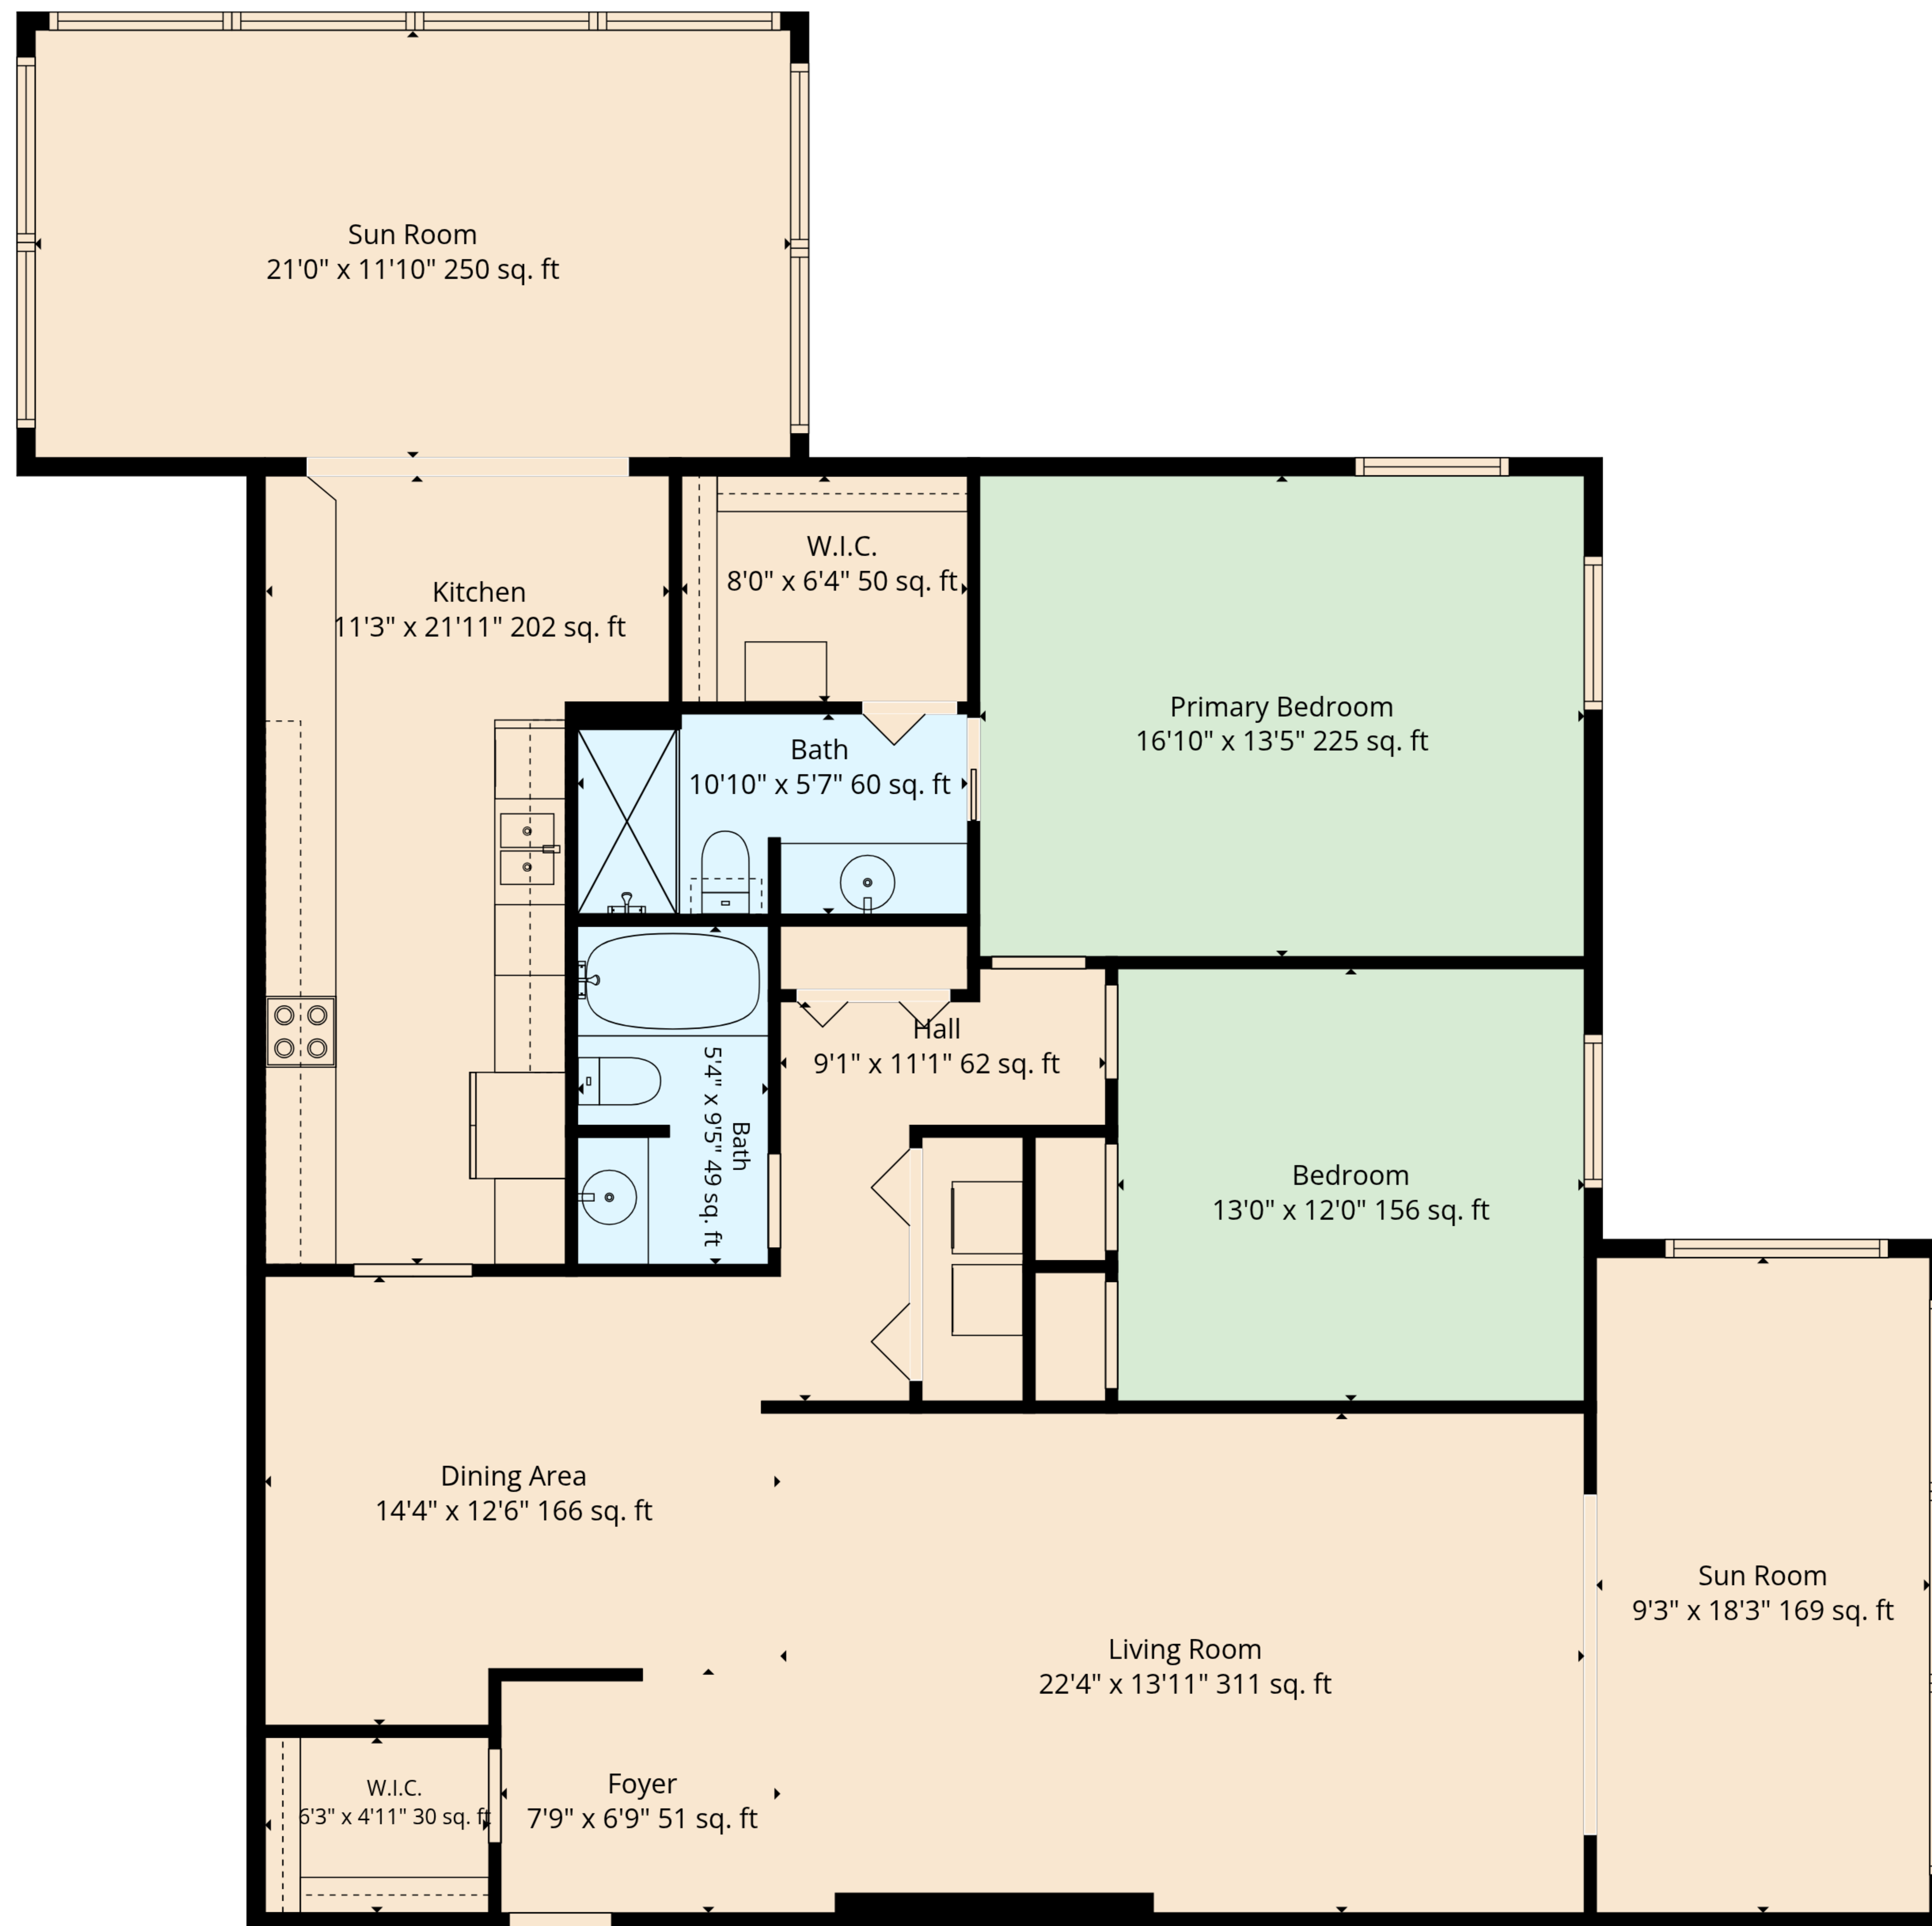 Sun Room
21'0" x 11'10" 250 sq. ft
W.I.C.
8'0" x 6'4" 50 sq. ft
Kitchen
11'3" x 21'11" 202 sq. ft
Primary Bedroom
16'10" x 13'5" 225 sq. ft
Bath
10'10" x 5'7" 60 sq. ft
Hall
9'1" x 11'1" 62 sq. ft
Bath
5'4" x 9'5" 49 sq. ft
Bedroom
13'0" x 12'0" 156 sq. ft
Dining Area
14'4" x 12'6" 166 sq. ft
Sun Room
9'3" x 18'3" 169 sq. ft
Living Room
22'4" x 13'11" 311 sq. ft
W.I.C.
6'3" x 4'11" 30 sq. ft
Foyer
7'9" x 6'9" 51 sq. ft